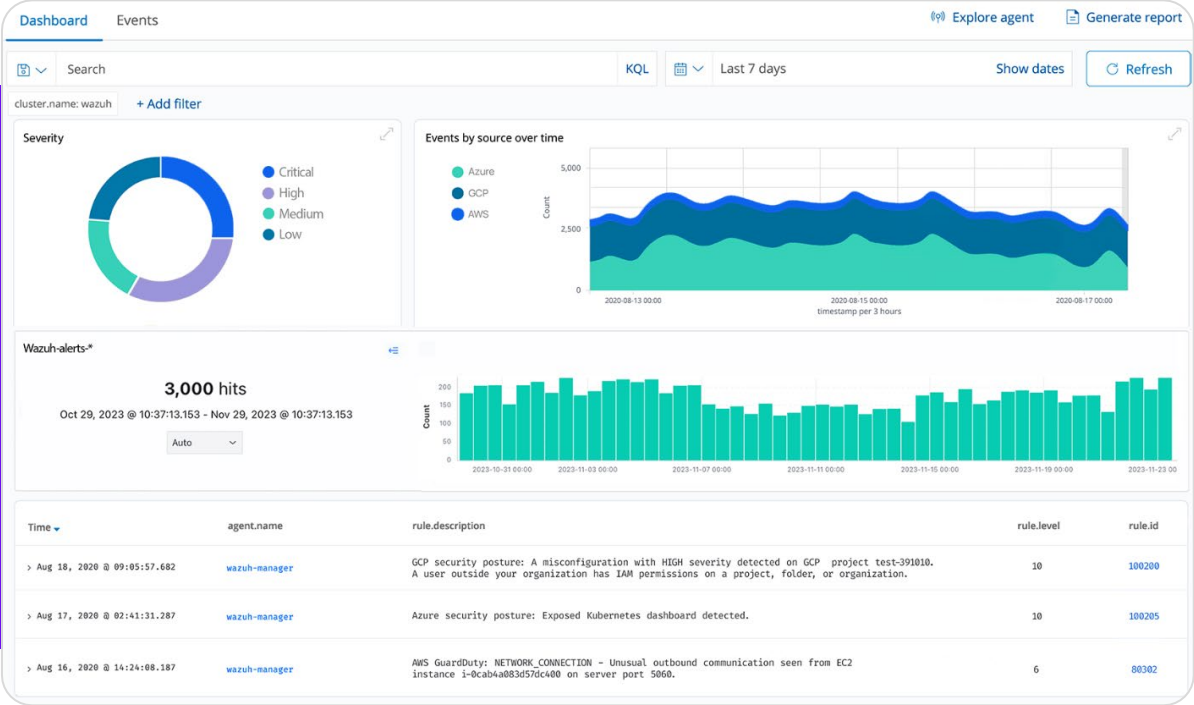 Dashboard Events Explore agent Generate report
Search KQL Last 7 days Show dates Refresh
cluster.name: wazuh + Add filter
Severity
Critical
High
Medium
Low
Events by source over time
Azure
GCP
AWS
Count
5,000
2,500
0
2020-08-13 00:00 2020-08-15 00:00 2020-08-17 00:00
timestamp per 3 hours
Wazuh-alerts-*
3,000 hits
Oct 29, 2023 @ 10:37:13.153 - Nov 29, 2023 @ 10:37:13.153
Auto
Count
200
150
100
50
0
2023-10-31 00:00 2023-11-03 00:00 2023-11-07 00:00 2023-11-11 00:00 2023-11-16 00:00 2023-11-19 00:00 2023-11-23 00
Time agent.name rule.description rule.level rule.id
> Aug 18, 2020 @ 09:05:57.682 wazuh-manager GCP security posture: A misconfiguration with HIGH severity detected on GCP project test-391010. 10 100200
A user outside your organization has IAM permissions on a project, folder, or organization.
> Aug 17, 2020 @ 02:41:31.287 wazuh-manager Azure security posture: Exposed Kubernetes dashboard detected. 10 100205
> Aug 16, 2020 @ 14:24:08.187 wazuh-manager AWS GuardDuty: NETWORK_CONNECTION - Unusual outbound communication seen from EC2 6 80302
instance i-0cab4a083d57dc400 on server port 5060.